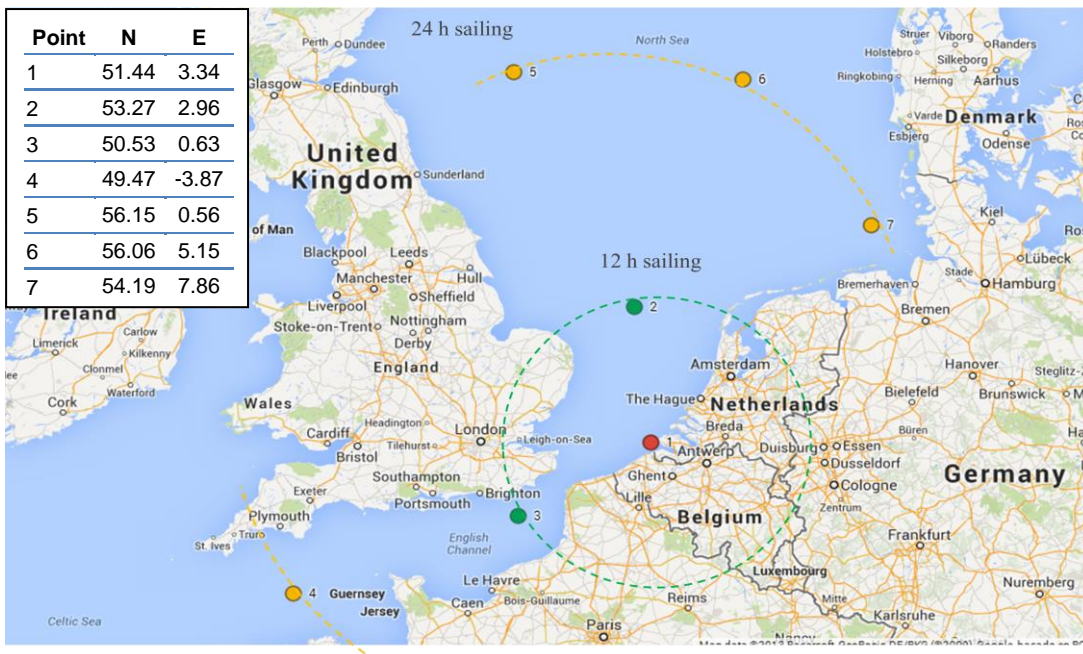 Point N E
1 51.44 3.34
2 53.27 2.96
3 50.53 0.63
4 49.47 -3.87
5 56.15 0.56
6 56.06 5.15
7 54.19 7.86
24 h sailing
North Sea
Struer
Viborg
Randers
Holstebro
Silkeborg
Ringkobing
Herning
Aarhus
Perth
Dundee
5
6
Glasgow
Edinburgh
Varde
Denmark
Esbjerg
Odense
United
Kingdom
Sunderland
Kiel
7
of Man
Blackpool
Leeds
12 h sailing
Lübeck
Manchester
Hull
Stade
Bremerhaven
Hamburg
Liverpool
Sheffield
2
Bremen
Ireland
Stoke-on-Trent
Nottingham
Derby
Carlow
Limerick
Kilkenny
England
Amsterdam
Hanover
Clonmel
Waterford
Bielefeld
Brunswick
Cork
Wales
The Hague
Netherlands
Headington
Breda
Büren
Cardiff
London
Tilehurst
Leigh-on-Sea
1
Antwerp
Duisburg
Essen
Bristol
Dusseldorf
Southampton
Ghent
Germany
Exeter
Portsmouth
Brighton
Lille
Cologne
Plymouth
3
Belgium
Zentrum
St. Ives
Truro
English
Channel
Frankfurt
Luxembourg
4
Guernsey
Le Havre
Nuremberg
Jersey
Caen
Bois-Guillaume
Reims
Mitte
Celtic Sea
Paris
Karlsruhe